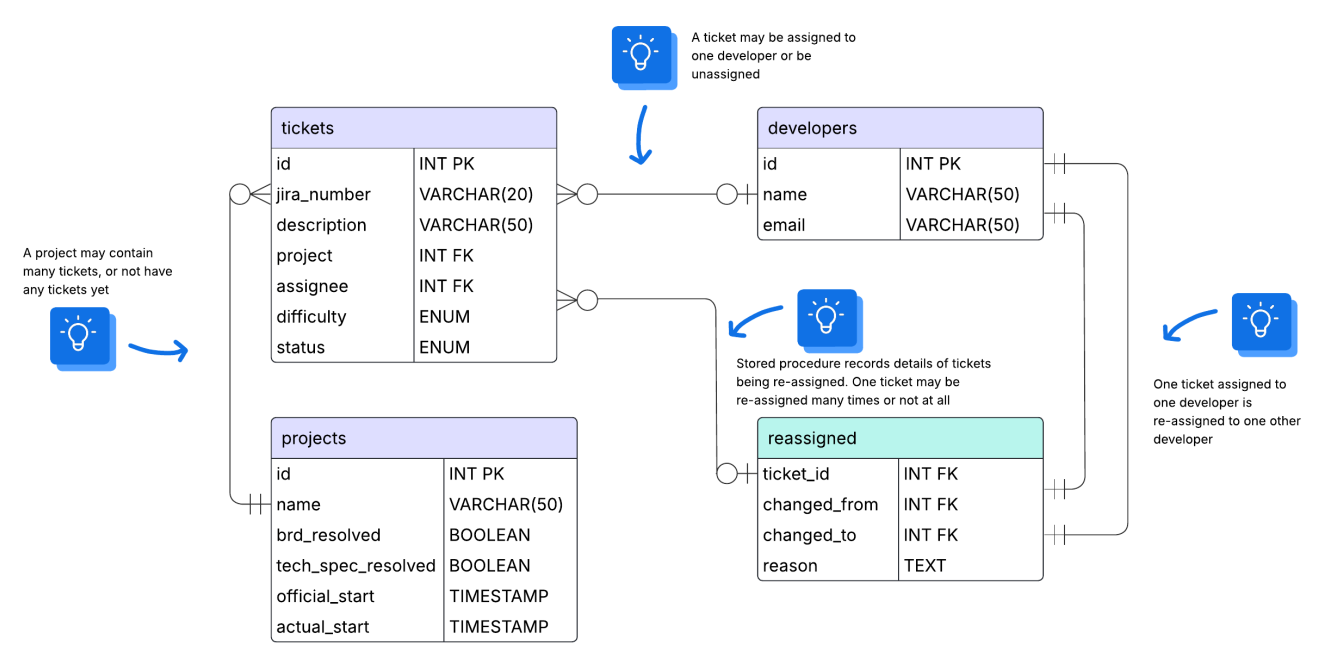 A ticket may be assigned to
one developer or be
unassigned
tickets
id INT PK
jira_number VARCHAR(20)
description VARCHAR(50)
project INT FK
assignee INT FK
difficulty ENUM
status ENUM
developers
id INT PK
name VARCHAR(50)
email VARCHAR(50)
A project may contain
many tickets, or not have
any tickets yet
Stored procedure records details of tickets
being re-assigned. One ticket may be
re-assigned many times or not at all
One ticket assigned to
one developer is
re-assigned to one other
developer
projects
id INT PK
name VARCHAR(50)
brd_resolved BOOLEAN
tech_spec_resolved BOOLEAN
official_start TIMESTAMP
actual_start TIMESTAMP
reassigned
ticket_id INT FK
changed_from INT FK
changed_to INT FK
reason TEXT